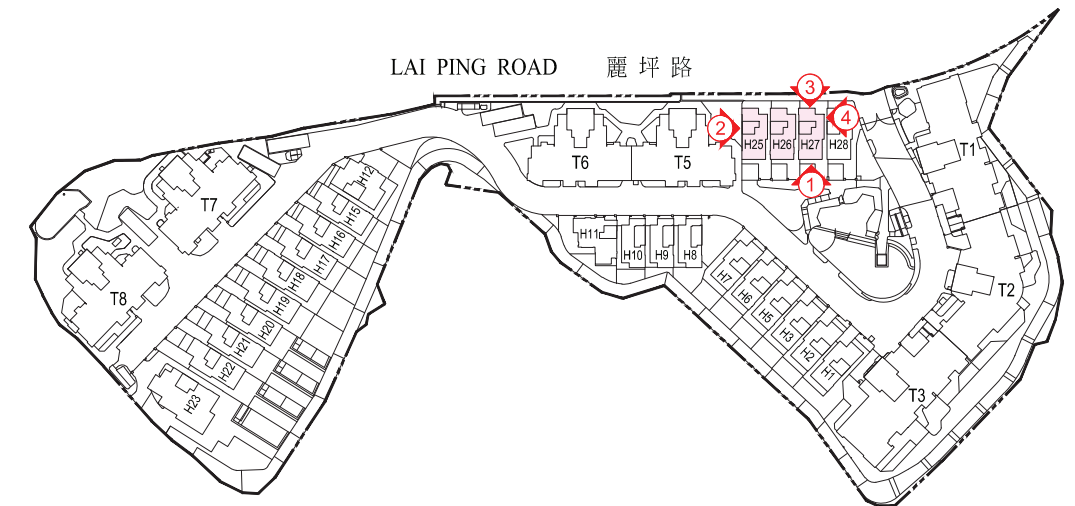 LAI PING ROAD 麗坪路
3
2
4
H25
H26
H27
H28
1
T6
T5
T1
T7
T8
H12
H15
H16
H17
H18
H19
H20
H21
H22
H23
H11
H10
H9
H8
H7
H6
H5
H3
H2
H1
T2
T3